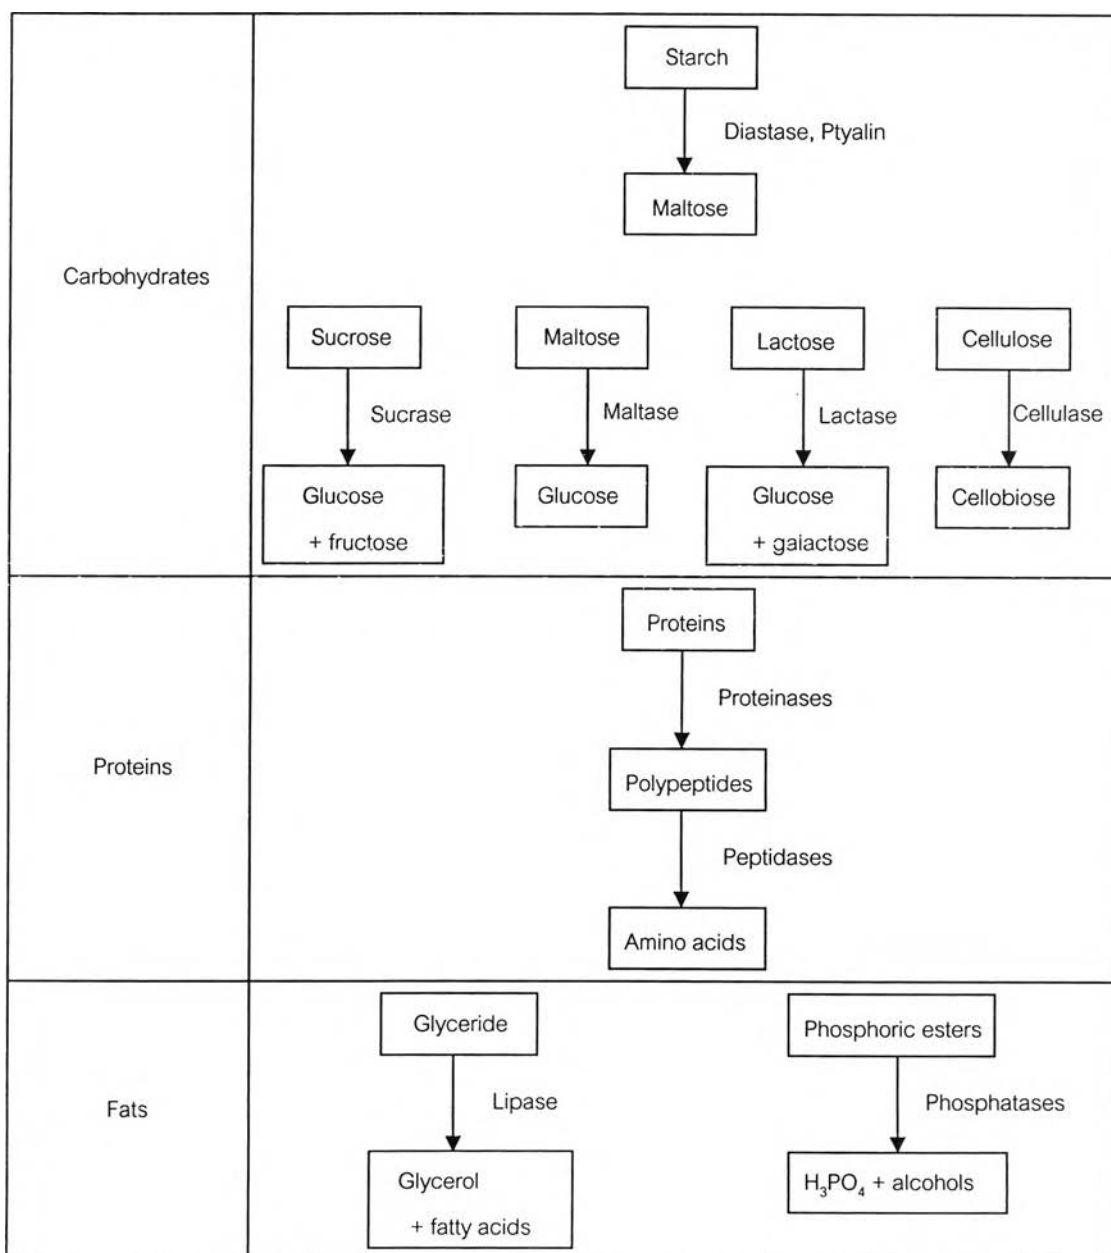 Carbohydrates
Starch
Diastase, Ptyalin
Maltose
Sucrose
Maltose
Lactose
Cellulose
Sucrase
Maltase
Lactase
Cellulase
Glucose
+ fructose
Glucose
Glucose
+ galactose
Cellobiose
Proteins
Proteins
Proteinases
Polypeptides
Peptidases
Amino acids
Fats
Glyceride
Phosphoric esters
Lipase
Phosphatases
Glycerol
+ fatty acids
H₃PO₄ + alcohols